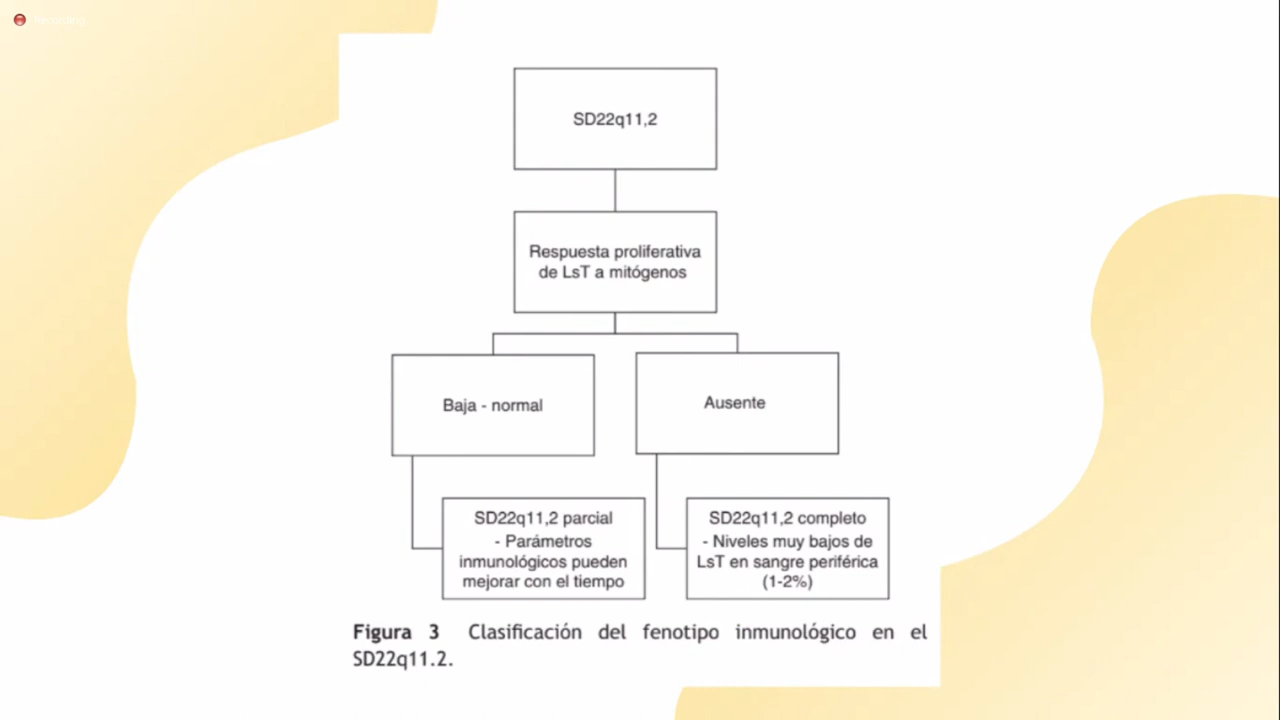 Recording
SD22q11,2
Respuesta proliferativa
de LsT a mitógenos
Baja - normal
Ausente
SD22q11,2 parcial
- Parámetros
inmunológicos pueden
mejorar con el tiempo
SD22q11,2 completo
- Niveles muy bajos de
LsT en sangre periférica
(1-2%)
Figura 3 Clasificación del fenotipo inmunológico en el
SD22q11.2.